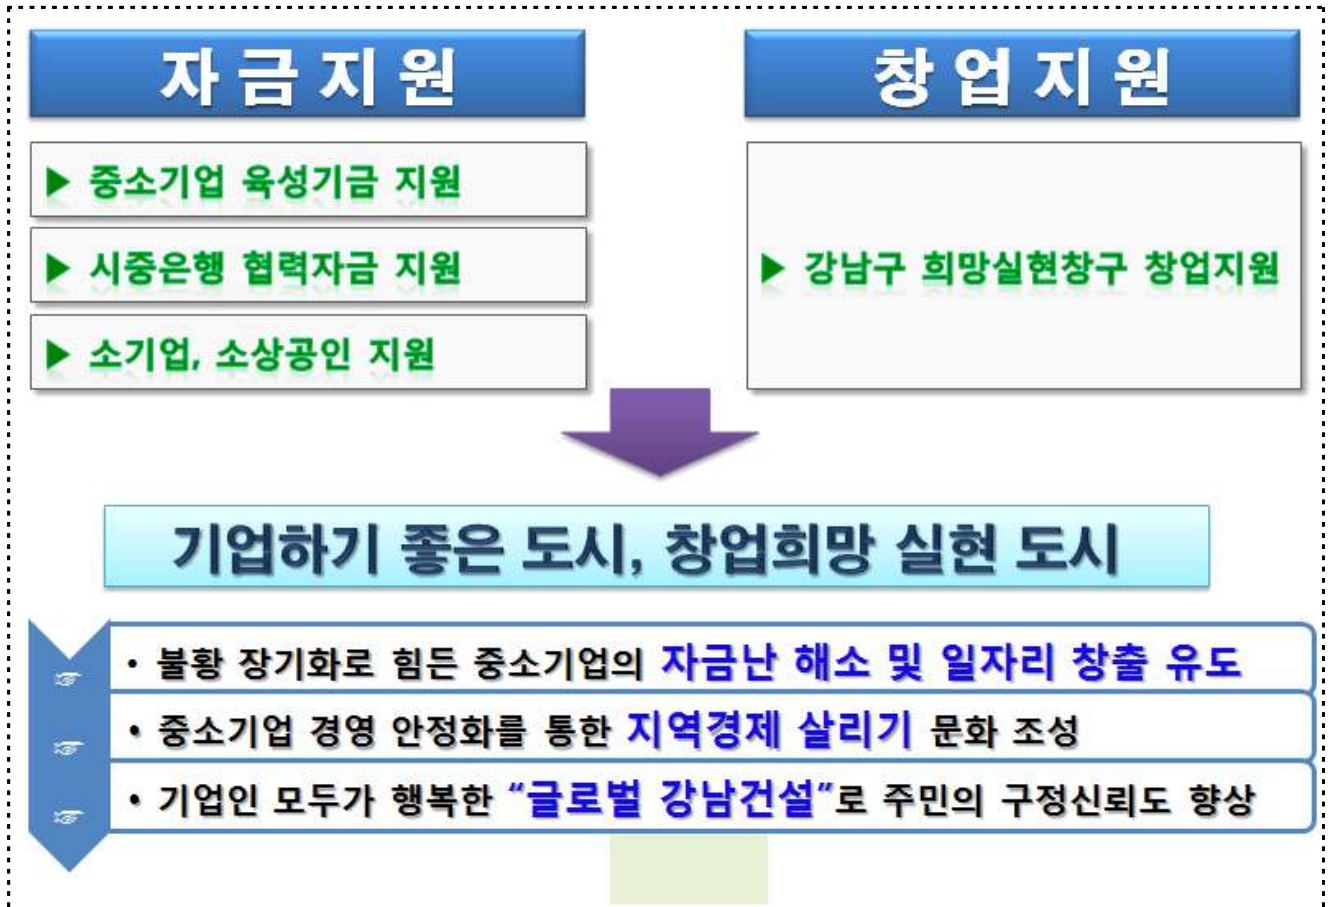 자금지원
▶ 중소기업 육성기금 지원
▶ 시중은행 협력자금 지원
▶ 소기업, 소상공인 지원
창업지원
▶ 강남구 희망실현창구 창업지원
기업하기 좋은 도시, 창업희망 실현 도시
☞ • 불황 장기화로 힘든 중소기업의 자금난 해소 및 일자리 창출 유도
☞ • 중소기업 경영 안정화를 통한 지역경제 살리기 문화 조성
☞ • 기업인 모두가 행복한 “글로벌 강남건설”로 주민의 구정신뢰도 향상